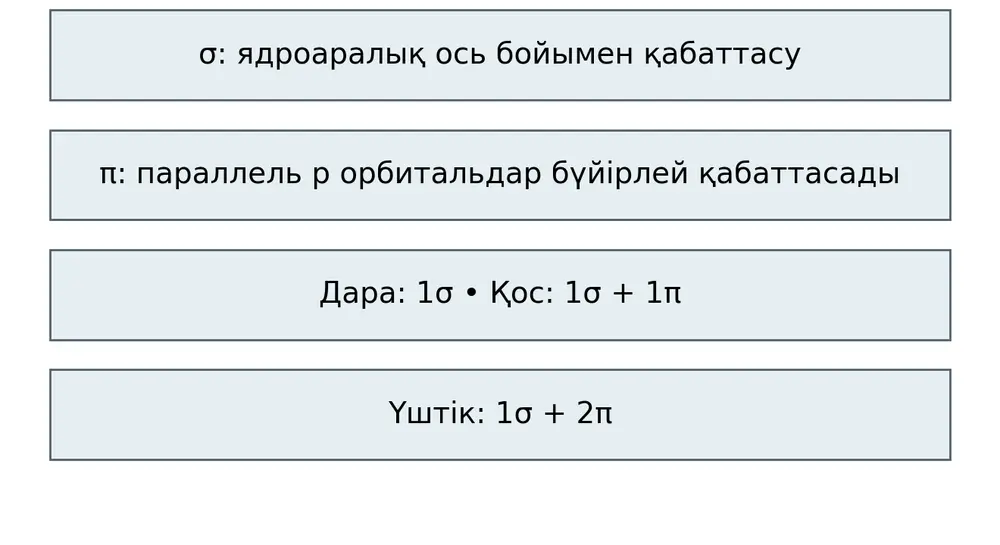 σ: ядроаралық ось бойымен қабаттасу
π: параллель p орбитальдар бүйірлей қабаттасады
Дара: 1σ • Қос: 1σ + 1π
Үштік: 1σ + 2π